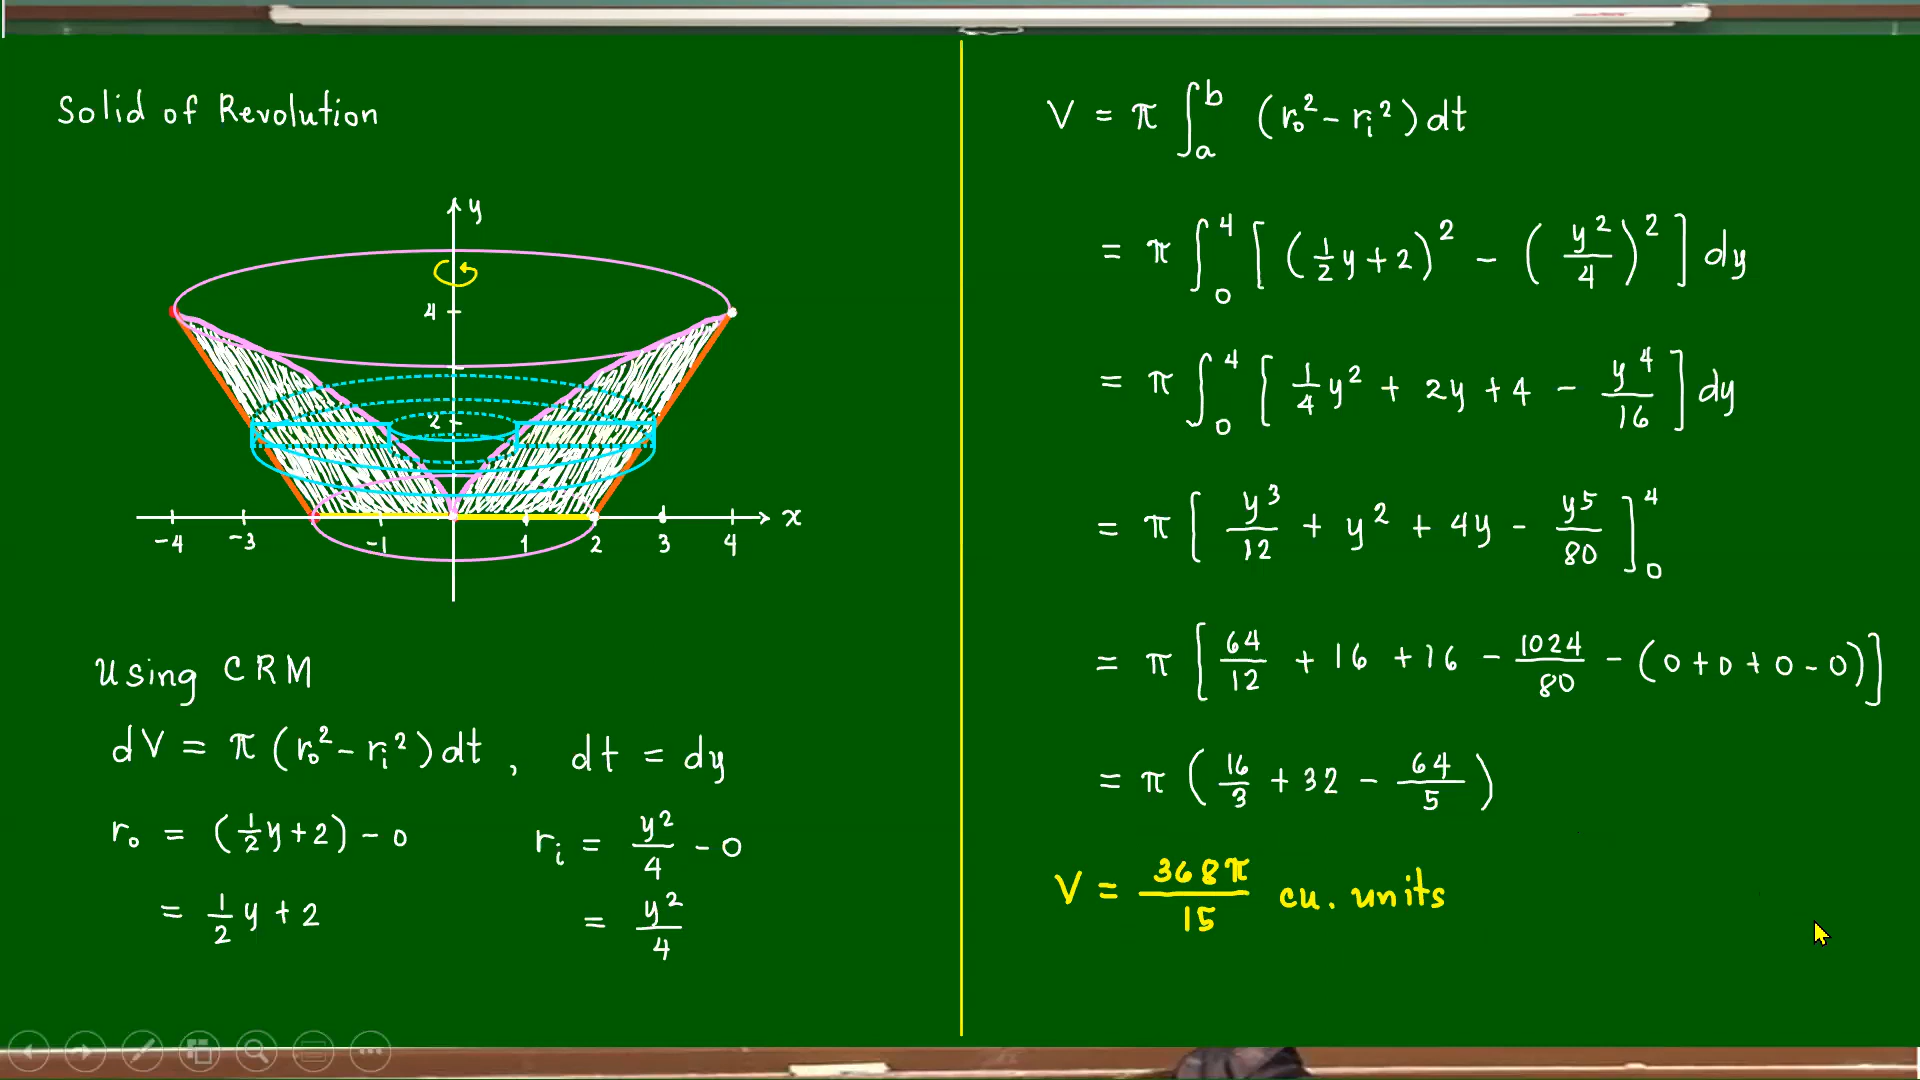 Solid of Revolution
y
4
2
x
-4 -3 -1 1 2 3 4
Using CRM
dV = π (r₀² - rᵢ²) dt , dt = dy
r₀ = (½y + 2) - 0
= ½y + 2
rᵢ = y²/4 - 0
= y²/4
V = π ∫ₐᵇ (r₀² - rᵢ²) dt
= π ∫₀⁴ [ (½y + 2)² - (y²/4)² ] dy
= π ∫₀⁴ [ ¼y² + 2y + 4 - y⁴/16 ] dy
= π [ y³/12 + y² + 4y - y⁵/80 ]₀⁴
= π [ 64/12 + 16 + 16 - 1024/80 - (0 + 0 + 0 - 0) ]
= π ( 16/3 + 32 - 64/5 )
V = 368π/15 cu. units